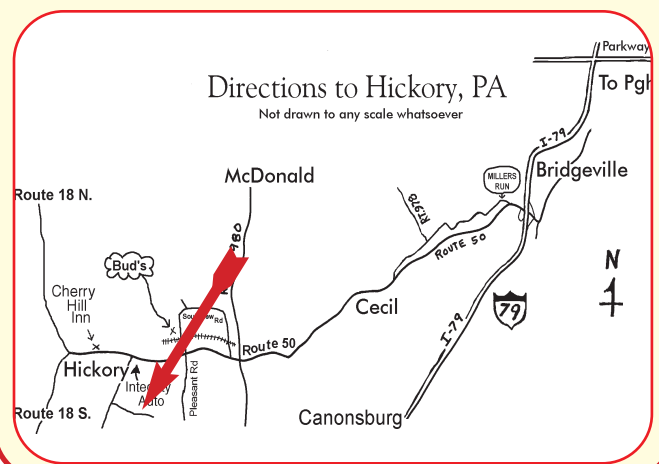 Parkway
To Pgh
Directions to Hickory, PA
Not drawn to any scale whatsoever
I-79
Bridgeville
MILLERS
RUN
McDonald
Route 18 N.
RT.978
980
ROUTE 50
N
Bud's
Cherry
Hill
Inn
x
x
Rd
Cecil
79
I-79
Route 50
Hickory
Auto
Pleasant Rd
Route 18 S.
Canonsburg